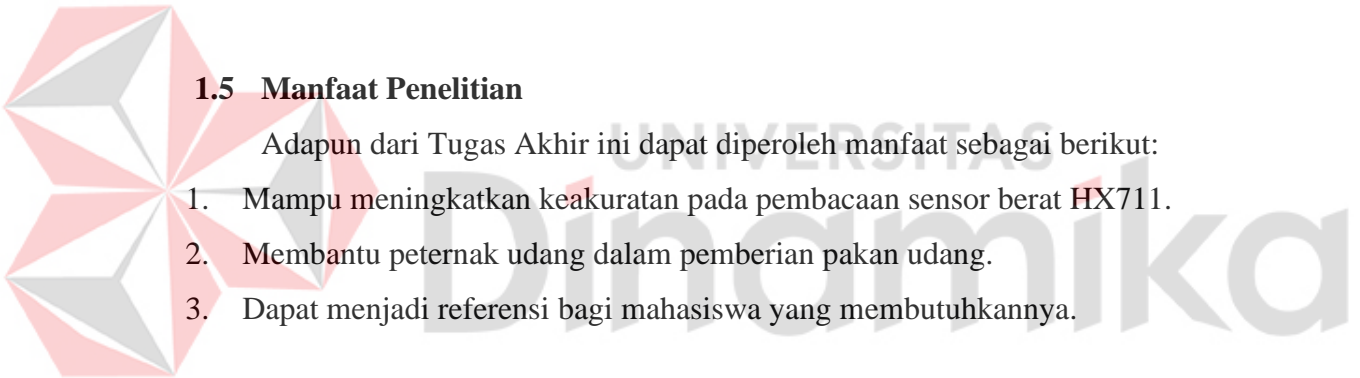 1.5 Manfaat Penelitian
Adapun dari Tugas Akhir ini dapat diperoleh manfaat sebagai berikut:
UNIVERSITAS
Dinamika
1. Mampu meningkatkan keakuratan pada pembacaan sensor berat HX711.
2. Membantu peternak udang dalam pemberian pakan udang.
3. Dapat menjadi referensi bagi mahasiswa yang membutuhkannya.